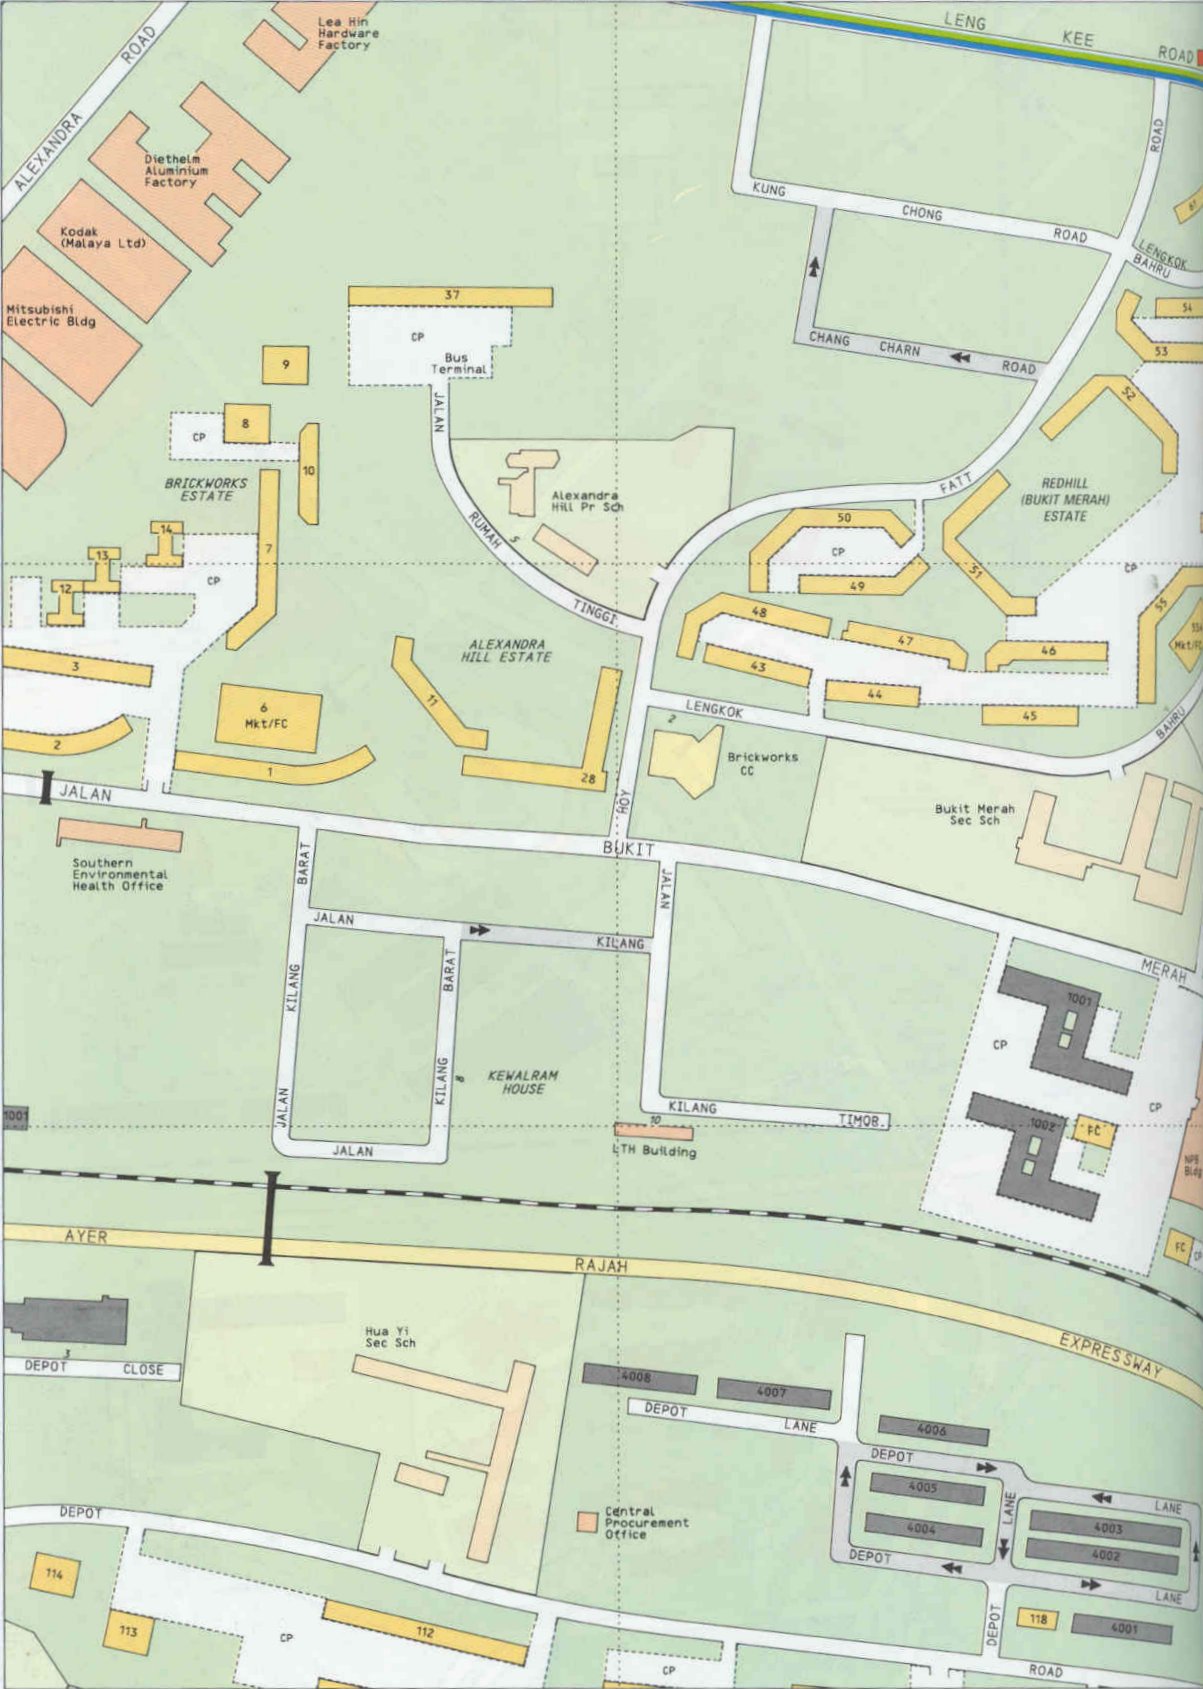 LENG KEE ROAD
Lea Hin
Hardware
Factory
ALEXANDRA ROAD
Diethelm
Aluminium
Factory
ROAD
KUNG CHONG ROAD
LENGKOK
BAHRU
61
Kodak
(Malaya Ltd)
Mitsubishi
Electric Bldg
37
CP
Bus
Terminal
54
53
CHANG CHARN ROAD
9
8
CP
JALAN
52
10
BRICKWORKS
ESTATE
Alexandra
Hill Pr Sch
5
FATT
REDHILL
(BUKIT MERAH)
ESTATE
RUMAH
50
14
13
7
CP
12
CP
51
CP
49
TINGGI
48
55
47
46
Mkt/FC
3
ALEXANDRA
HILL ESTATE
43
44
45
11
6
Mkt/FC
LENGKOK
BAHRU
2
2
Brickworks
CC
1
28
HOY
JALAN
BUKIT
Bukit Merah
Sec Sch
Southern
Environmental
Health Office
BARAT
JALAN
JALAN
KILANG
BARAT
MERAH
KILANG
1001
CP
KILANG
8
KEWALRAM
HOUSE
JALAN
1001
KILANG
TIMOR
CP
10
LTH Building
1002
FC
JALAN
NPB
Bldg
AYER
RAJAH
EXPRESSWAY
FC
CP
Hua Yi
Sec Sch
3
DEPOT CLOSE
4008
4007
DEPOT LANE
4006
DEPOT
4005
LANE
LANE
4004
4003
4002
DEPOT
LANE
DEPOT
Central
Procurement
Office
114
113
112
CP
CP
DEPOT
118
4001
ROAD